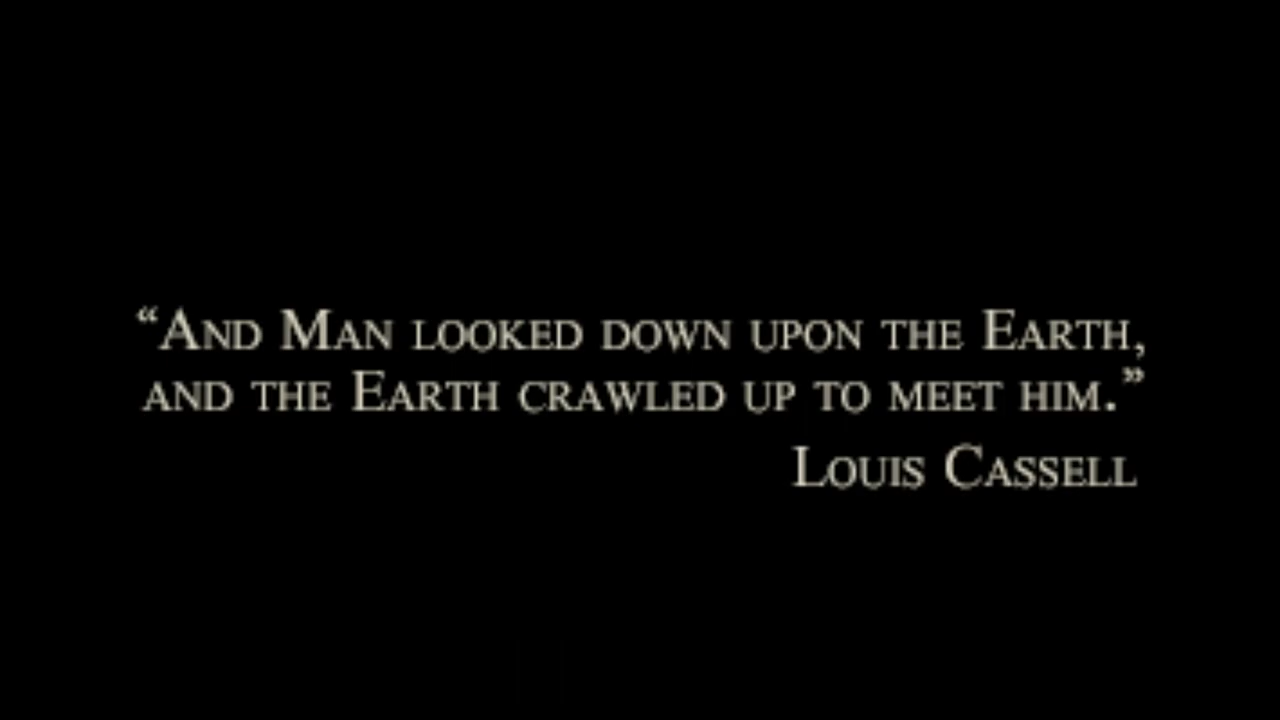 “And Man looked down upon the Earth,
and the Earth crawled up to meet him.”
Louis Cassell